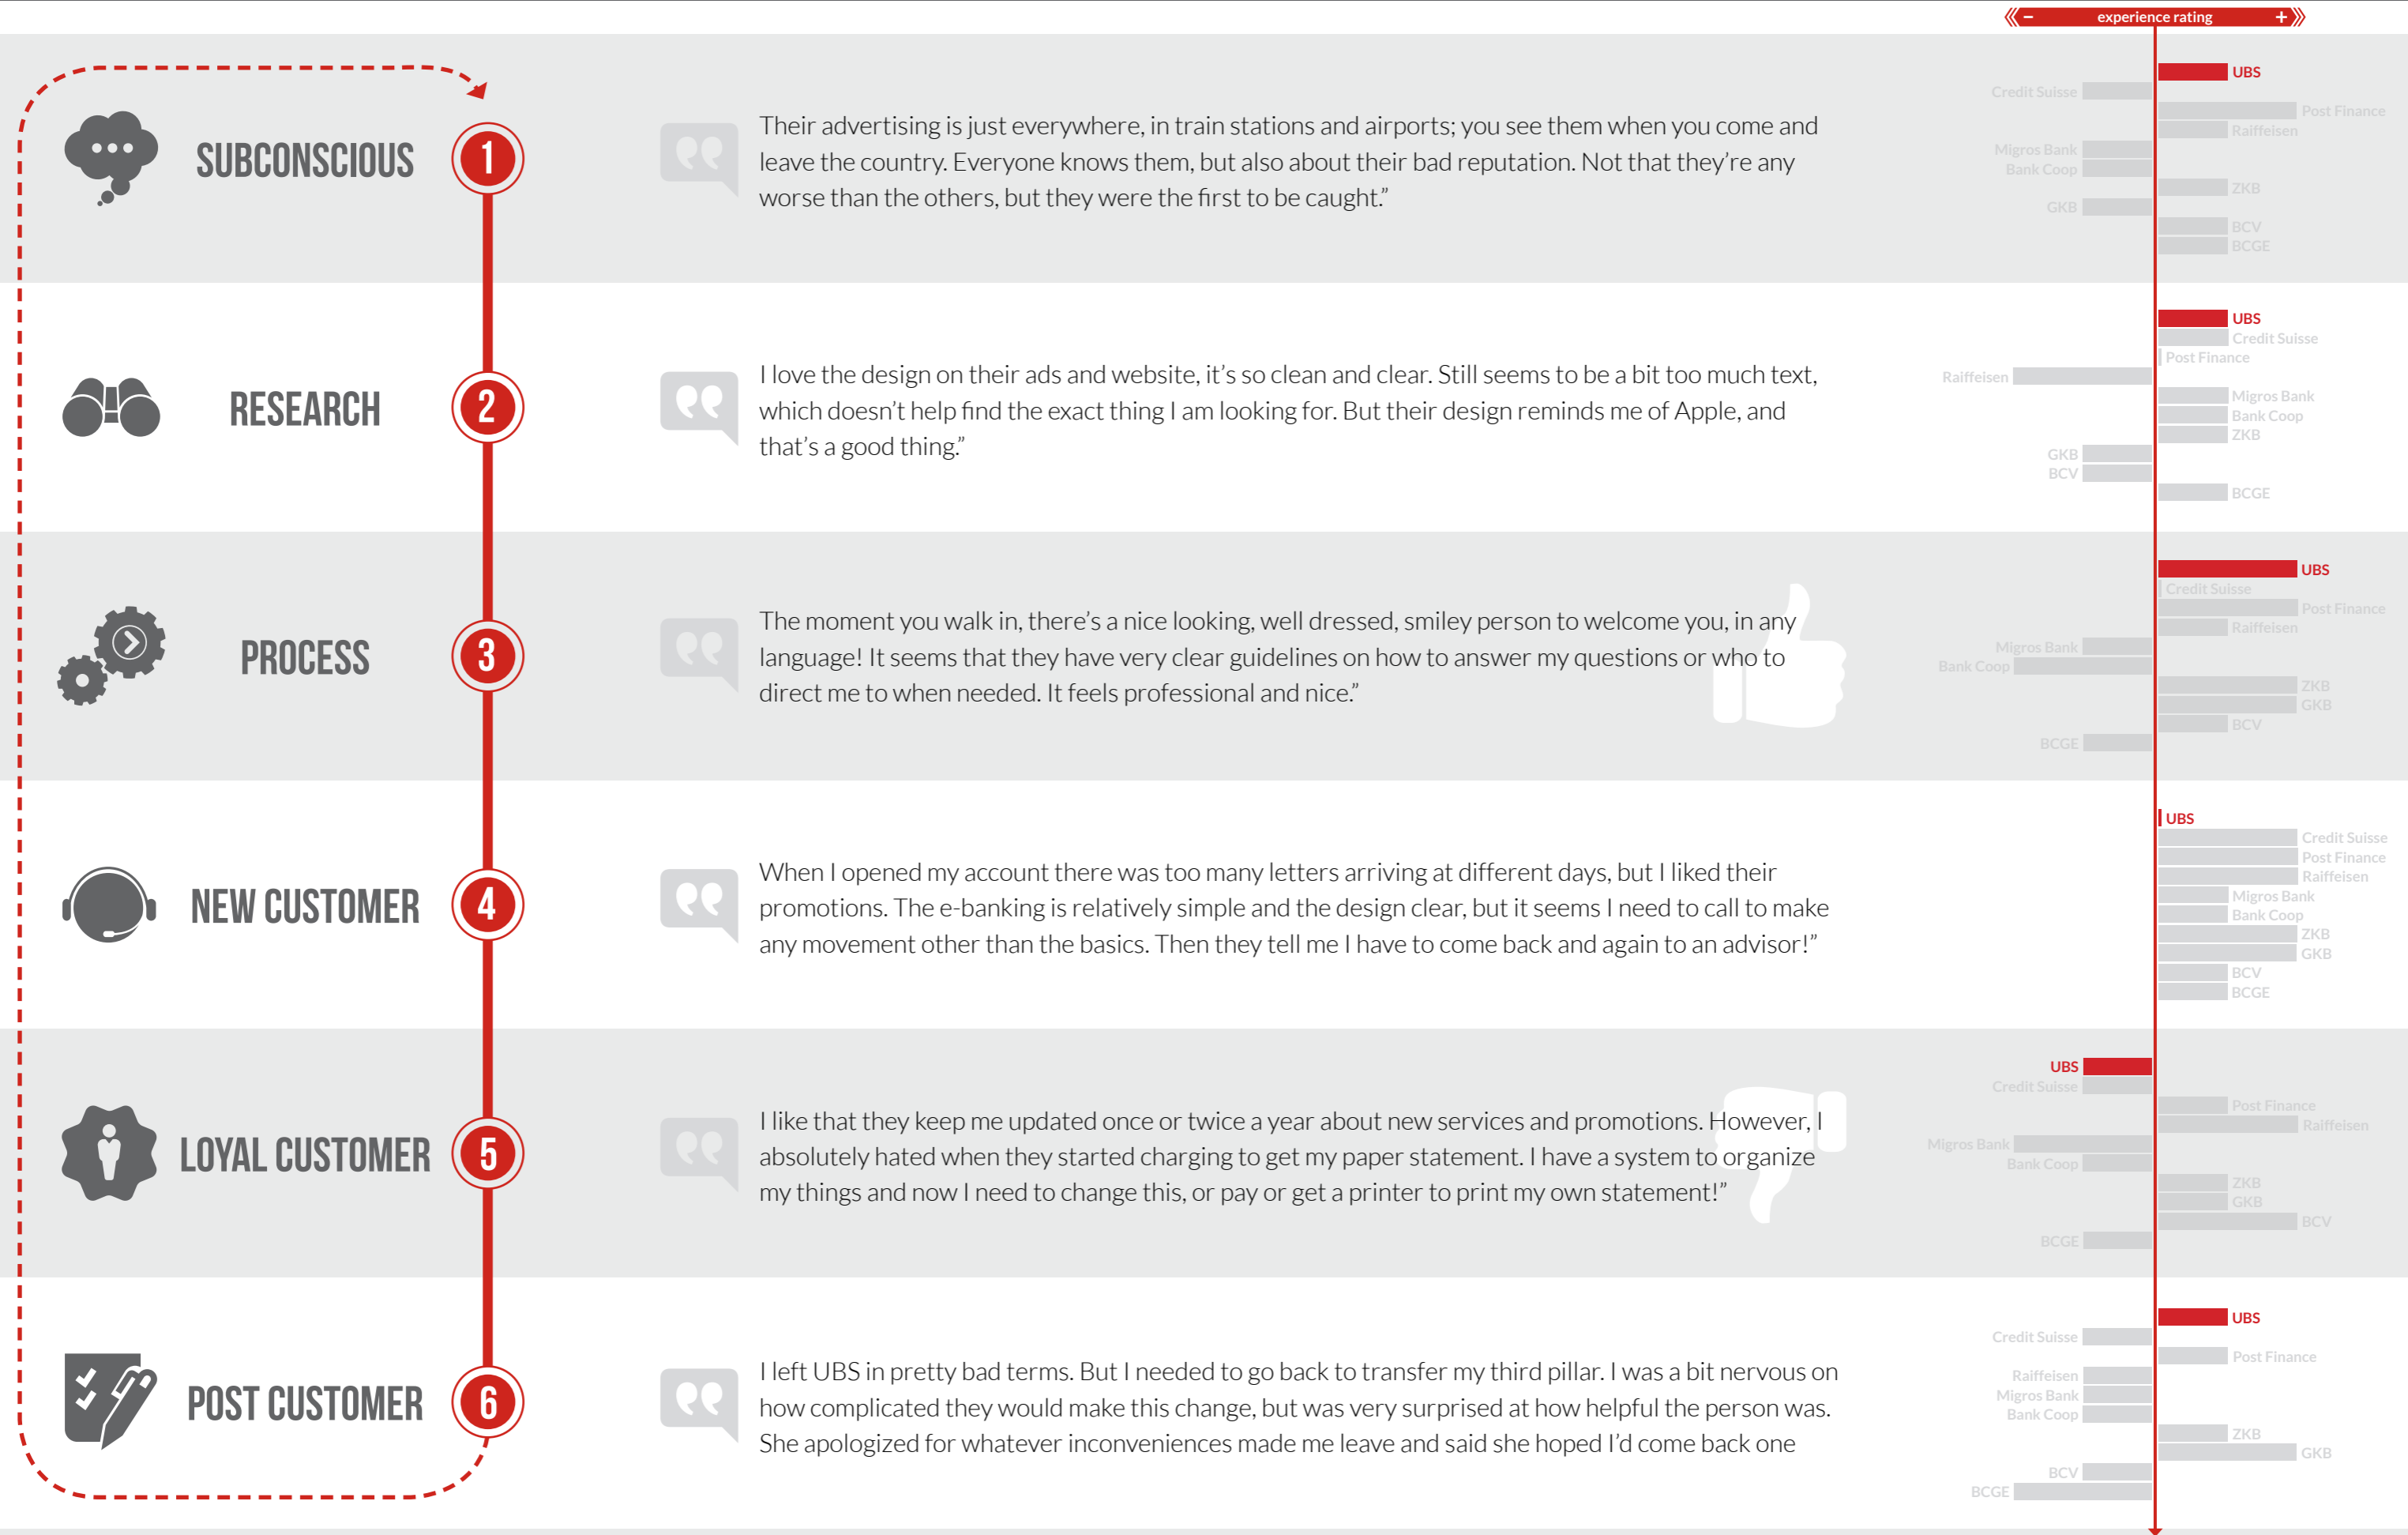 − experience rating +
SUBCONSCIOUS
1
Their advertising is just everywhere, in train stations and airports; you see them when you come and
leave the country. Everyone knows them, but also about their bad reputation. Not that they’re any
worse than the others, but they were the first to be caught.”
UBS
Credit Suisse
Post Finance
Raiffeisen
Migros Bank
Bank Coop
ZKB
GKB
BCV
BCGE
RESEARCH
2
I love the design on their ads and website, it’s so clean and clear. Still seems to be a bit too much text,
which doesn’t help find the exact thing I am looking for. But their design reminds me of Apple, and
that’s a good thing.”
UBS
Credit Suisse
Post Finance
Raiffeisen
Migros Bank
Bank Coop
ZKB
GKB
BCV
BCGE
PROCESS
3
The moment you walk in, there’s a nice looking, well dressed, smiley person to welcome you, in any
language! It seems that they have very clear guidelines on how to answer my questions or who to
direct me to when needed. It feels professional and nice.”
UBS
Credit Suisse
Post Finance
Raiffeisen
Migros Bank
Bank Coop
ZKB
GKB
BCV
BCGE
NEW CUSTOMER
4
When I opened my account there was too many letters arriving at different days, but I liked their
promotions. The e-banking is relatively simple and the design clear, but it seems I need to call to make
any movement other than the basics. Then they tell me I have to come back and again to an advisor!”
UBS
Credit Suisse
Post Finance
Raiffeisen
Migros Bank
Bank Coop
ZKB
GKB
BCV
BCGE
LOYAL CUSTOMER
5
I like that they keep me updated once or twice a year about new services and promotions. However, I
absolutely hated when they started charging to get my paper statement. I have a system to organize
my things and now I need to change this, or pay or get a printer to print my own statement!”
UBS
Credit Suisse
Post Finance
Raiffeisen
Migros Bank
Bank Coop
ZKB
GKB
BCV
BCGE
POST CUSTOMER
6
I left UBS in pretty bad terms. But I needed to go back to transfer my third pillar. I was a bit nervous on
how complicated they would make this change, but was very surprised at how helpful the person was.
She apologized for whatever inconveniences made me leave and said she hoped I’d come back one
UBS
Credit Suisse
Post Finance
Raiffeisen
Migros Bank
Bank Coop
ZKB
GKB
BCV
BCGE